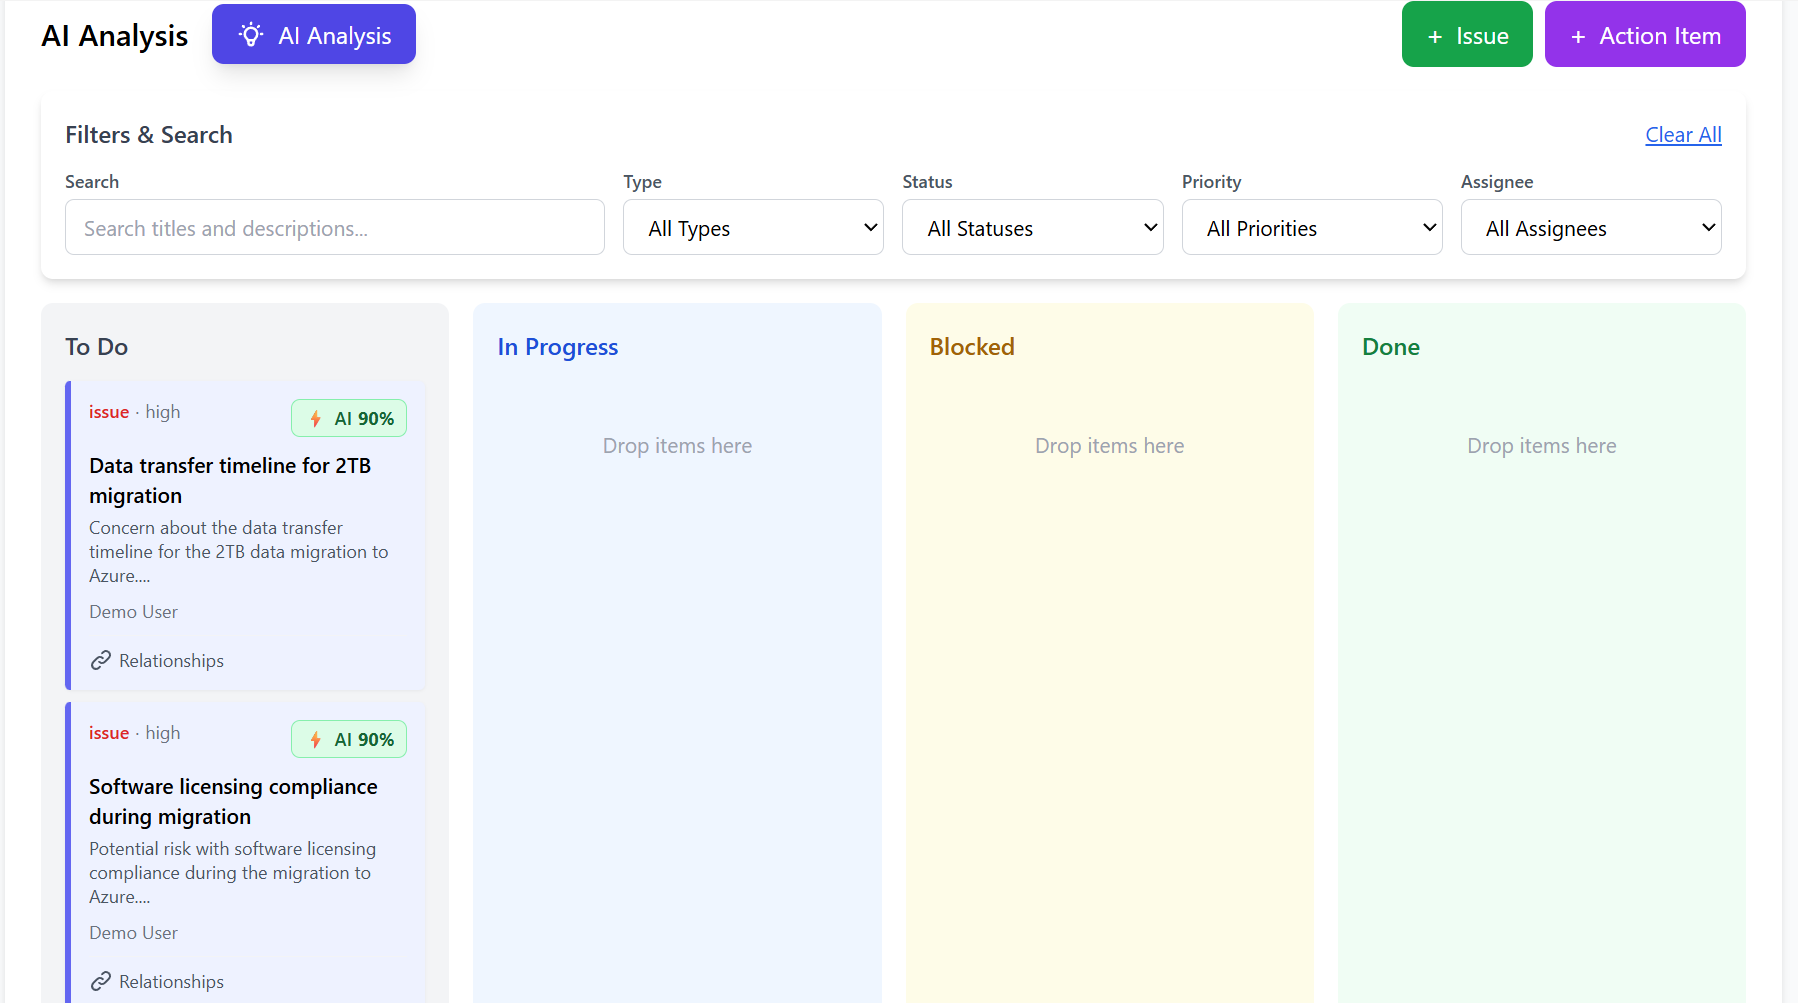 AI Analysis
AI Analysis
+ Issue
+ Action Item
Filters & Search
Clear All
Search
Type
Status
Priority
Assignee
Search titles and descriptions...
All Types
All Statuses
All Priorities
All Assignees
To Do
issue · high
AI 90%
Data transfer timeline for 2TB
migration
Concern about the data transfer
timeline for the 2TB data migration to
Azure....
Demo User
Relationships
issue · high
AI 90%
Software licensing compliance
during migration
Potential risk with software licensing
compliance during the migration to
Azure....
Demo User
Relationships
In Progress
Drop items here
Blocked
Drop items here
Done
Drop items here